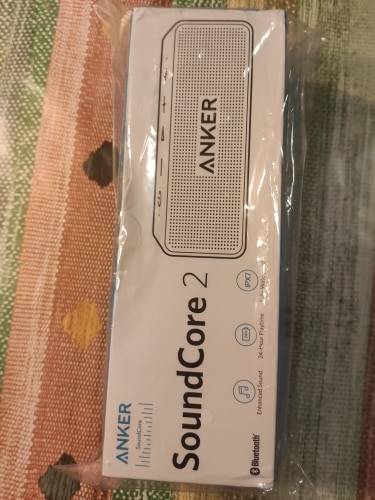 ANKER
SoundCore
SoundCore 2
ANKER
Enhanced Sound
24-Hour Playtime
IPX7
Bluetooth®